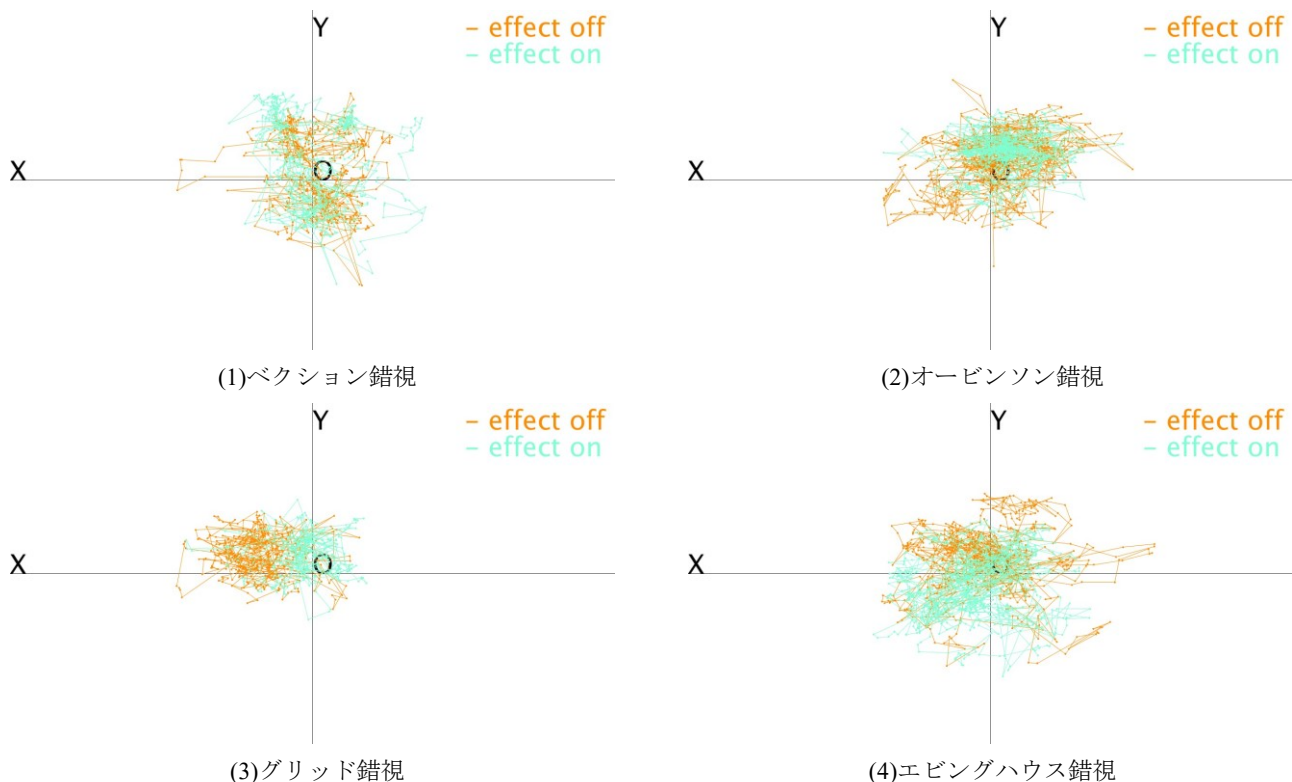 Y
– effect off
– effect on
X
O
(1)ベクション錯視
Y
– effect off
– effect on
X
O
(2)オービンソン錯視
Y
– effect off
– effect on
X
O
(3)グリッド錯視
Y
– effect off
– effect on
X
O
(4)エビングハウス錯視